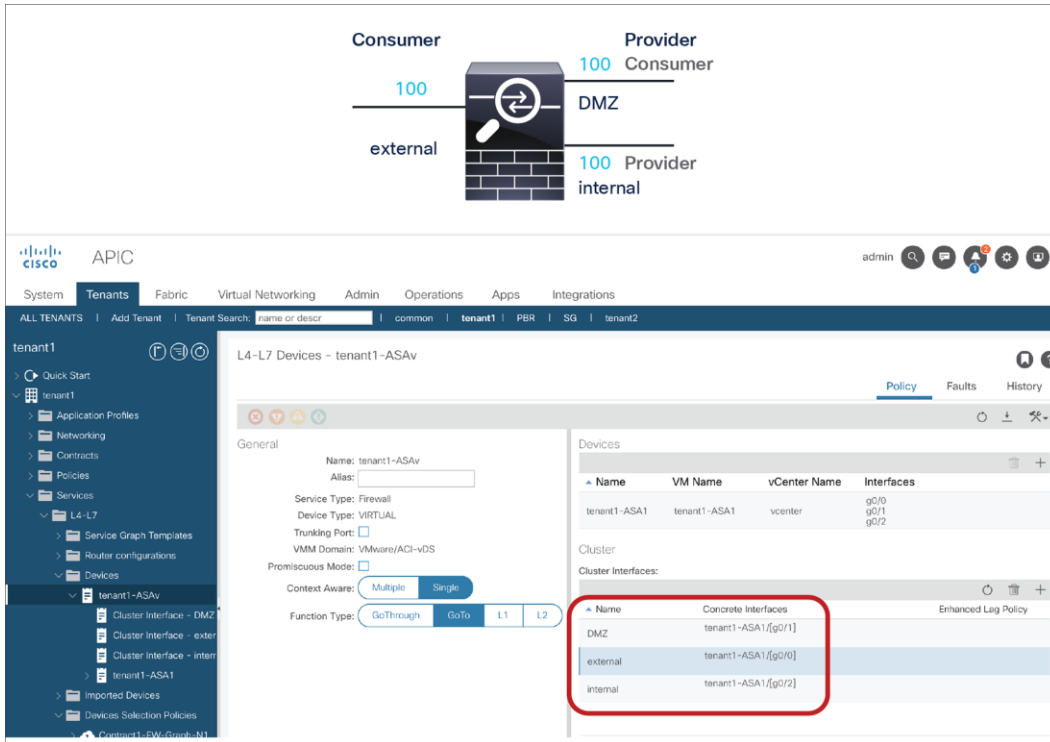 Consumer Provider
100 Consumer
100
DMZ
external
100 Provider
internal
CISCO APIC admin 2 1
System Tenants Fabric Virtual Networking Admin Operations Apps Integrations
ALL TENANTS | Add Tenant | Tenant Search: name or descr | common | tenant1 | PBR | SG | tenant2
tenant1
Quick Start
tenant1
Application Profiles
Networking
Contracts
Policies
Services
L4-L7
Service Graph Templates
Router configurations
Devices
tenant1-ASAv
Cluster Interface - DMZ
Cluster Interface - exter
Cluster Interface - intern
tenant1-ASA1
Imported Devices
Devices Selection Policies
Contract1-FW-Graph-N1
L4-L7 Devices - tenant1-ASAv
Policy Faults History
General
Name: tenant1-ASAv
Alias:
Service Type: Firewall
Device Type: VIRTUAL
Trunking Port:
VMM Domain: VMware/ACI-vDS
Promiscuous Mode:
Context Aware: Multiple Single
Function Type: GoThrough GoTo L1 L2
Devices
Name VM Name vCenter Name Interfaces
g0/0
tenant1-ASA1 tenant1-ASA1 vcenter g0/1
g0/2
Cluster
Cluster Interfaces:
Name Concrete Interfaces Enhanced Lag Policy
DMZ tenant1-ASA1/[g0/1]
external tenant1-ASA1/[g0/0]
internal tenant1-ASA1/[g0/2]